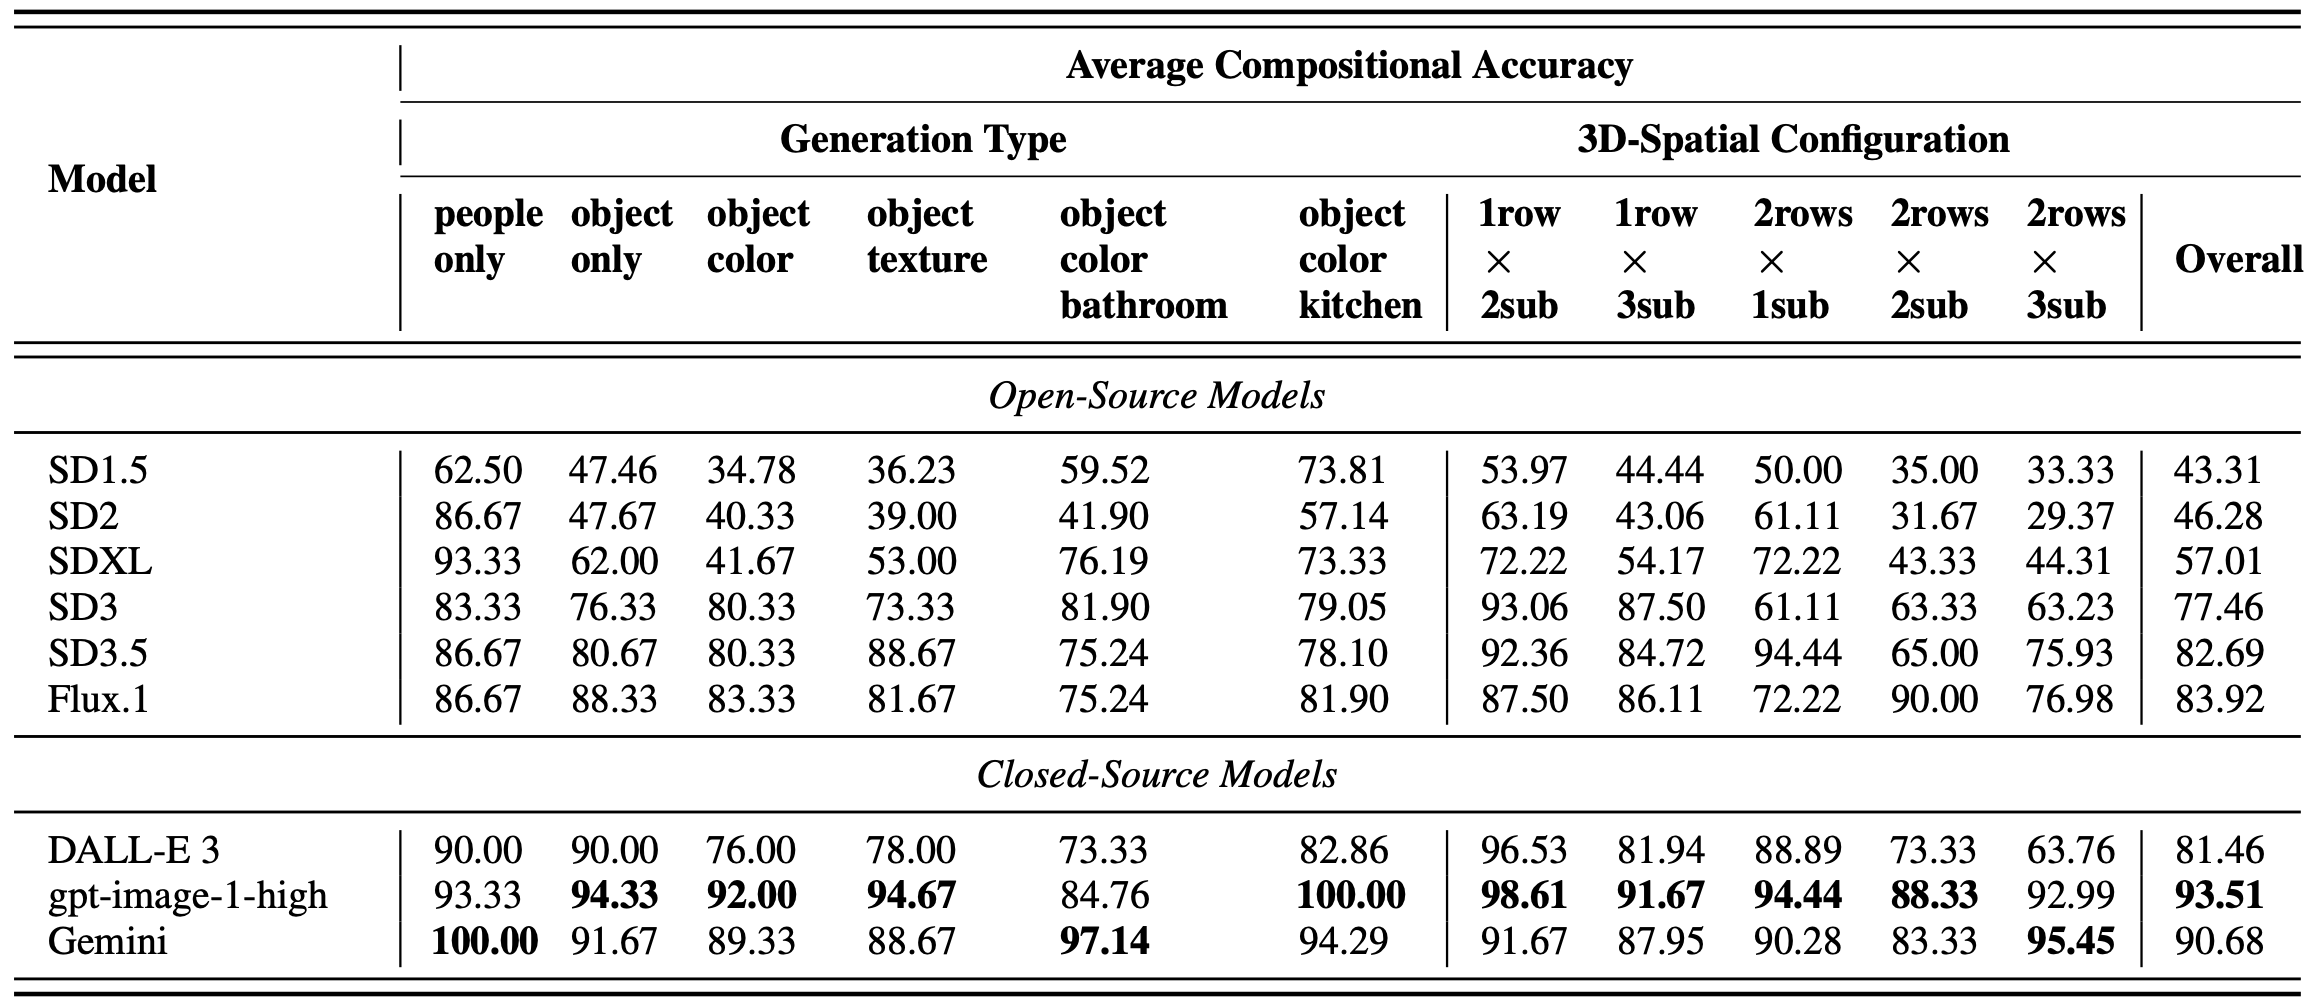 Average Compositional Accuracy
Generation Type 3D-Spatial Configuration
Model
people object object object object object 1row 1row 2rows 2rows 2rows
only only color texture color color × × × × × Overall
bathroom kitchen 2sub 3sub 1sub 2sub 3sub
Open-Source Models
SD1.5 62.50 47.46 34.78 36.23 59.52 73.81 53.97 44.44 50.00 35.00 33.33 43.31
SD2 86.67 47.67 40.33 39.00 41.90 57.14 63.19 43.06 61.11 31.67 29.37 46.28
SDXL 93.33 62.00 41.67 53.00 76.19 73.33 72.22 54.17 72.22 43.33 44.31 57.01
SD3 83.33 76.33 80.33 73.33 81.90 79.05 93.06 87.50 61.11 63.33 63.23 77.46
SD3.5 86.67 80.67 80.33 88.67 75.24 78.10 92.36 84.72 94.44 65.00 75.93 82.69
Flux.1 86.67 88.33 83.33 81.67 75.24 81.90 87.50 86.11 72.22 90.00 76.98 83.92
Closed-Source Models
DALL-E 3 90.00 90.00 76.00 78.00 73.33 82.86 96.53 81.94 88.89 73.33 63.76 81.46
gpt-image-1-high 93.33 94.33 92.00 94.67 84.76 100.00 98.61 91.67 94.44 88.33 92.99 93.51
Gemini 100.00 91.67 89.33 88.67 97.14 94.29 91.67 87.95 90.28 83.33 95.45 90.68